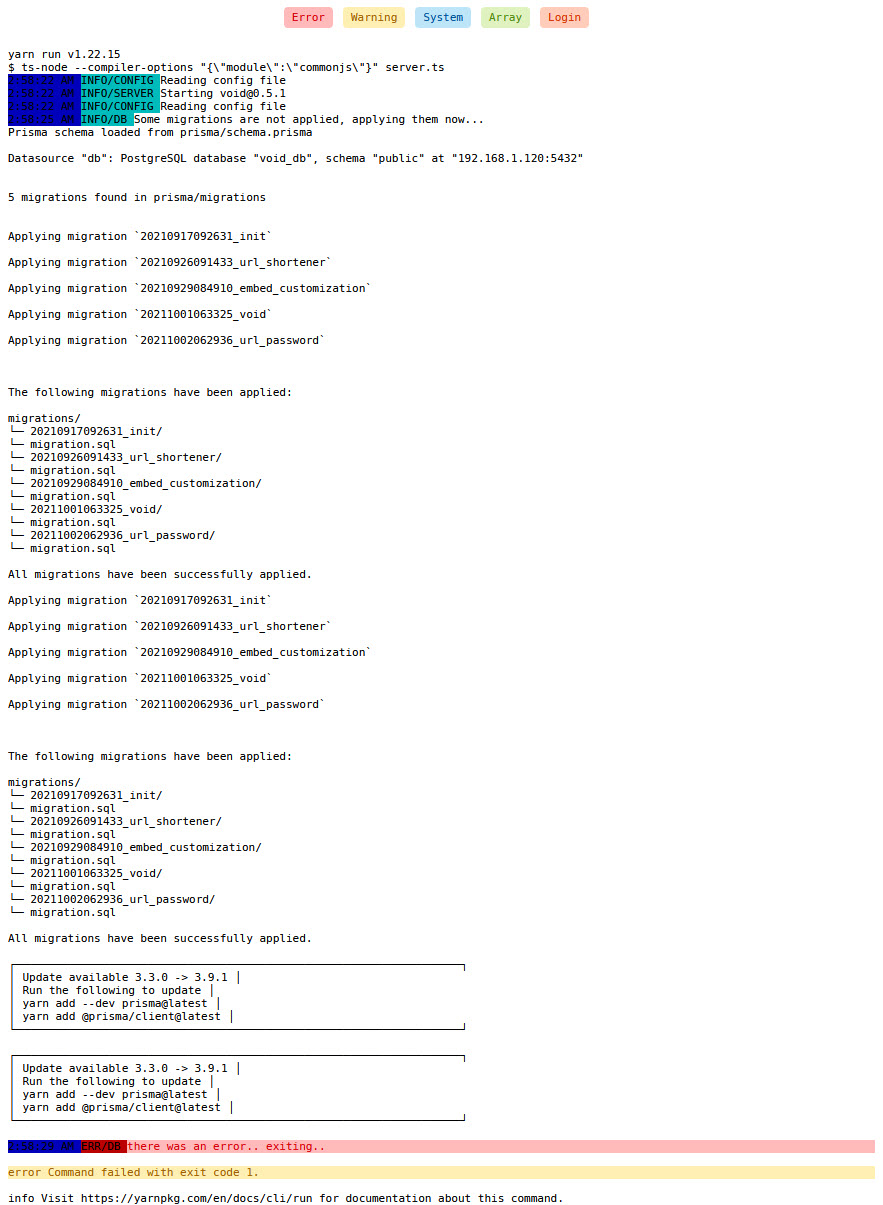 Error Warning System Array Login
yarn run v1.22.15
$ ts-node --compiler-options "{\"module\":\"commonjs\"}" server.ts
2:58:22 AM INFO/CONFIG Reading config file
2:58:22 AM INFO/SERVER Starting void@0.5.1
2:58:22 AM INFO/CONFIG Reading config file
2:58:25 AM INFO/DB Some migrations are not applied, applying them now...
Prisma schema loaded from prisma/schema.prisma
Datasource "db": PostgreSQL database "void_db", schema "public" at "192.168.1.120:5432"
5 migrations found in prisma/migrations
Applying migration `20210917092631_init`
Applying migration `20210926091433_url_shortener`
Applying migration `20210929084910_embed_customization`
Applying migration `20211001063325_void`
Applying migration `20211002062936_url_password`
The following migrations have been applied:
migrations/
└─ 20210917092631_init/
└─ migration.sql
└─ 20210926091433_url_shortener/
└─ migration.sql
└─ 20210929084910_embed_customization/
└─ migration.sql
└─ 20211001063325_void/
└─ migration.sql
└─ 20211002062936_url_password/
└─ migration.sql
All migrations have been successfully applied.
Applying migration `20210917092631_init`
Applying migration `20210926091433_url_shortener`
Applying migration `20210929084910_embed_customization`
Applying migration `20211001063325_void`
Applying migration `20211002062936_url_password`
The following migrations have been applied:
migrations/
└─ 20210917092631_init/
└─ migration.sql
└─ 20210926091433_url_shortener/
└─ migration.sql
└─ 20210929084910_embed_customization/
└─ migration.sql
└─ 20211001063325_void/
└─ migration.sql
└─ 20211002062936_url_password/
└─ migration.sql
All migrations have been successfully applied.
│ Update available 3.3.0 -> 3.9.1 │
│ Run the following to update │
│ yarn add --dev prisma@latest │
│ yarn add @prisma/client@latest │
│ Update available 3.3.0 -> 3.9.1 │
│ Run the following to update │
│ yarn add --dev prisma@latest │
│ yarn add @prisma/client@latest │
2:58:29 AM ERR/DB there was an error.. exiting..
error Command failed with exit code 1.
info Visit https://yarnpkg.com/en/docs/cli/run for documentation about this command.